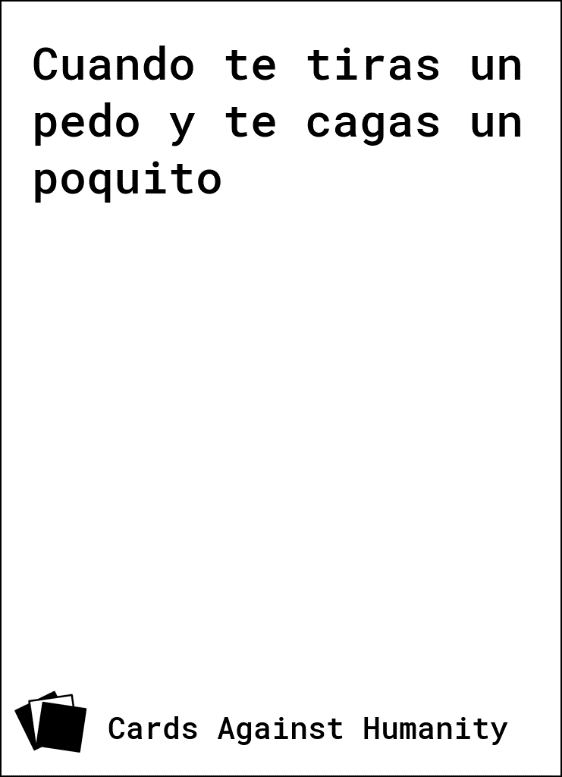 Cuando te tiras un
pedo y te cagas un
poquito
Cards Against Humanity